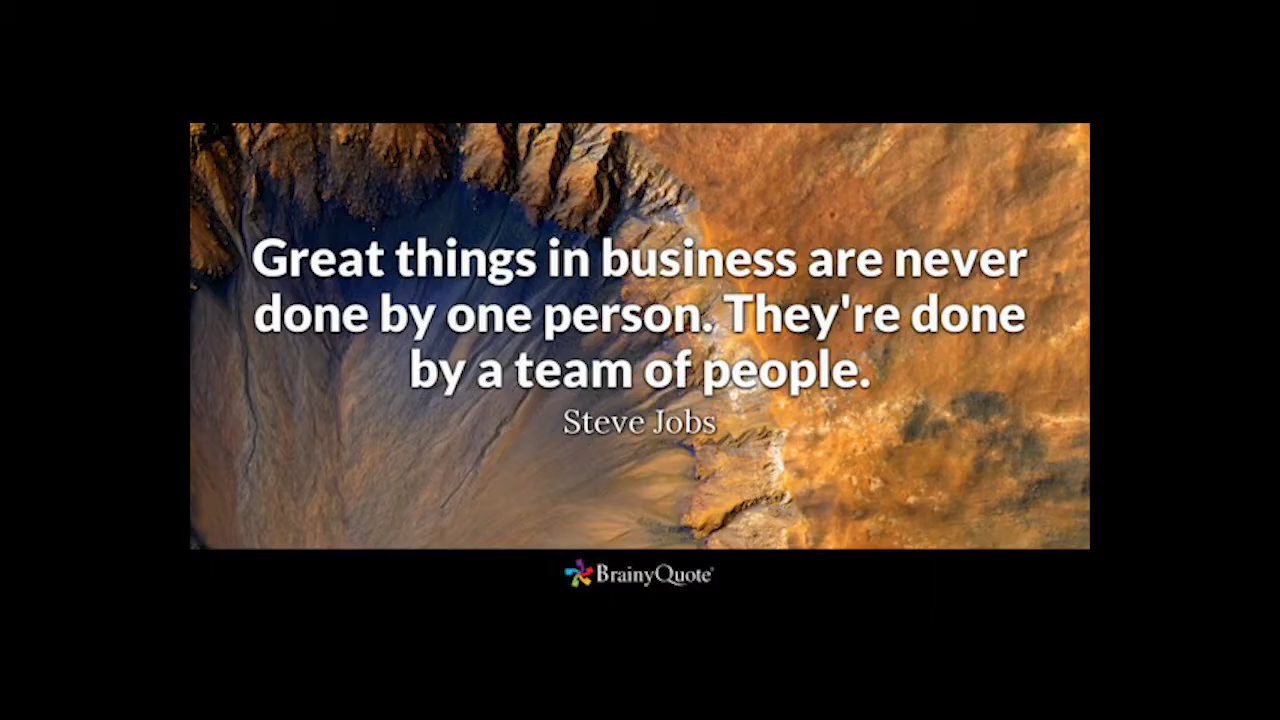 Great things in business are never
done by one person. They're done
by a team of people.
Steve Jobs
BrainyQuote®